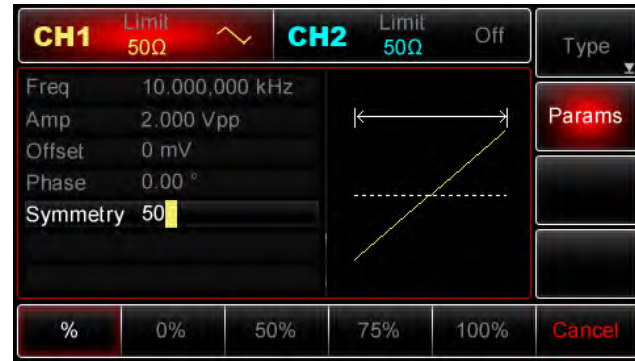 CH1 Limit 50Ω CH2 Limit 50Ω Off Type
Freq 10.000,000 kHz
Amp 2.000 Vpp Params
Offset 0 mV
Phase 0.00 °
Symmetry 50
% 0% 50% 75% 100% Cancel